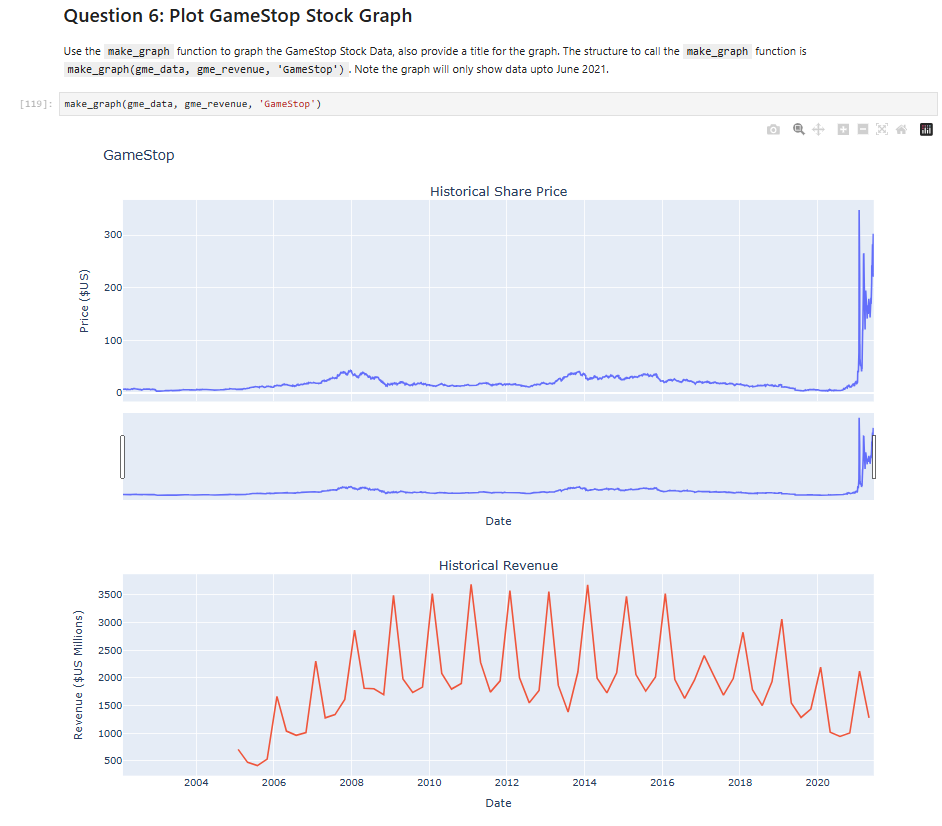 Question 6: Plot GameStop Stock Graph
Use the make_graph function to graph the GameStop Stock Data, also provide a title for the graph. The structure to call the make_graph function is
make_graph(gme_data, gme_revenue, 'GameStop') . Note the graph will only show data upto June 2021.
[119]: make_graph(gme_data, gme_revenue, 'GameStop')
GameStop
Historical Share Price
300
200
100
0
Price ($US)
Date
Historical Revenue
3500
3000
2500
2000
1500
1000
500
Revenue ($US Millions)
2004 2006 2008 2010 2012 2014 2016 2018 2020
Date